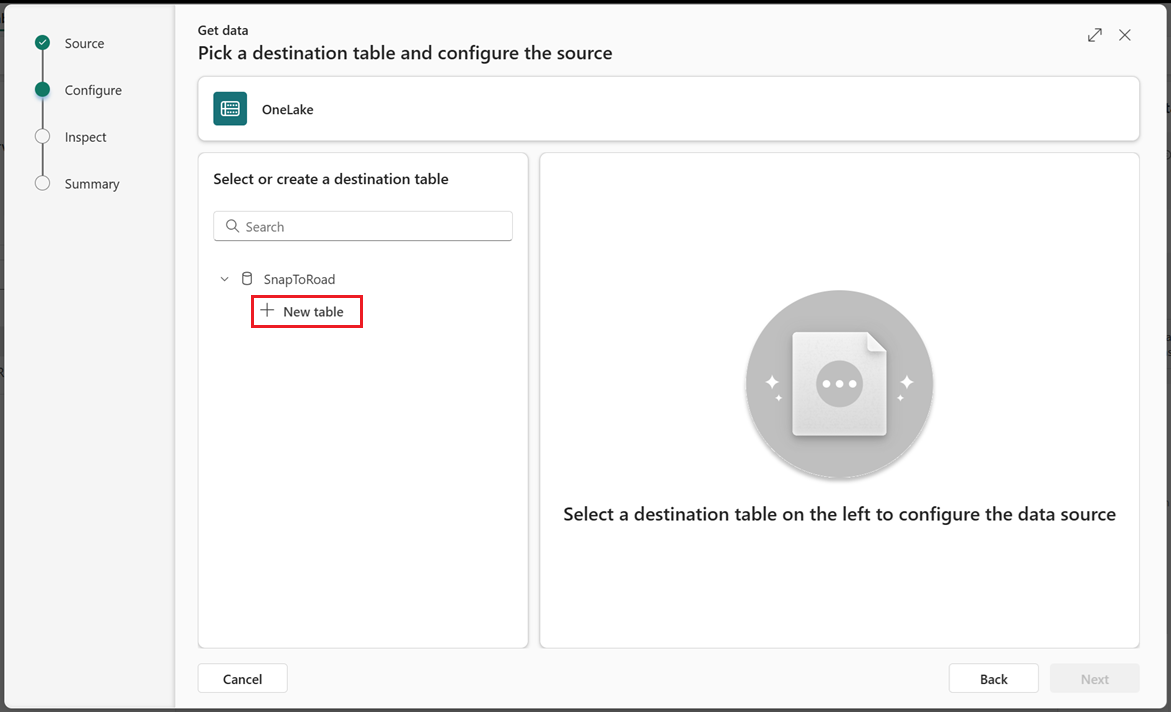 Source
Configure
Inspect
Summary
Get data
Pick a destination table and configure the source
OneLake
Select or create a destination table
Search
SnapToRoad
New table
Select a destination table on the left to configure the data source
Cancel
Back
Next